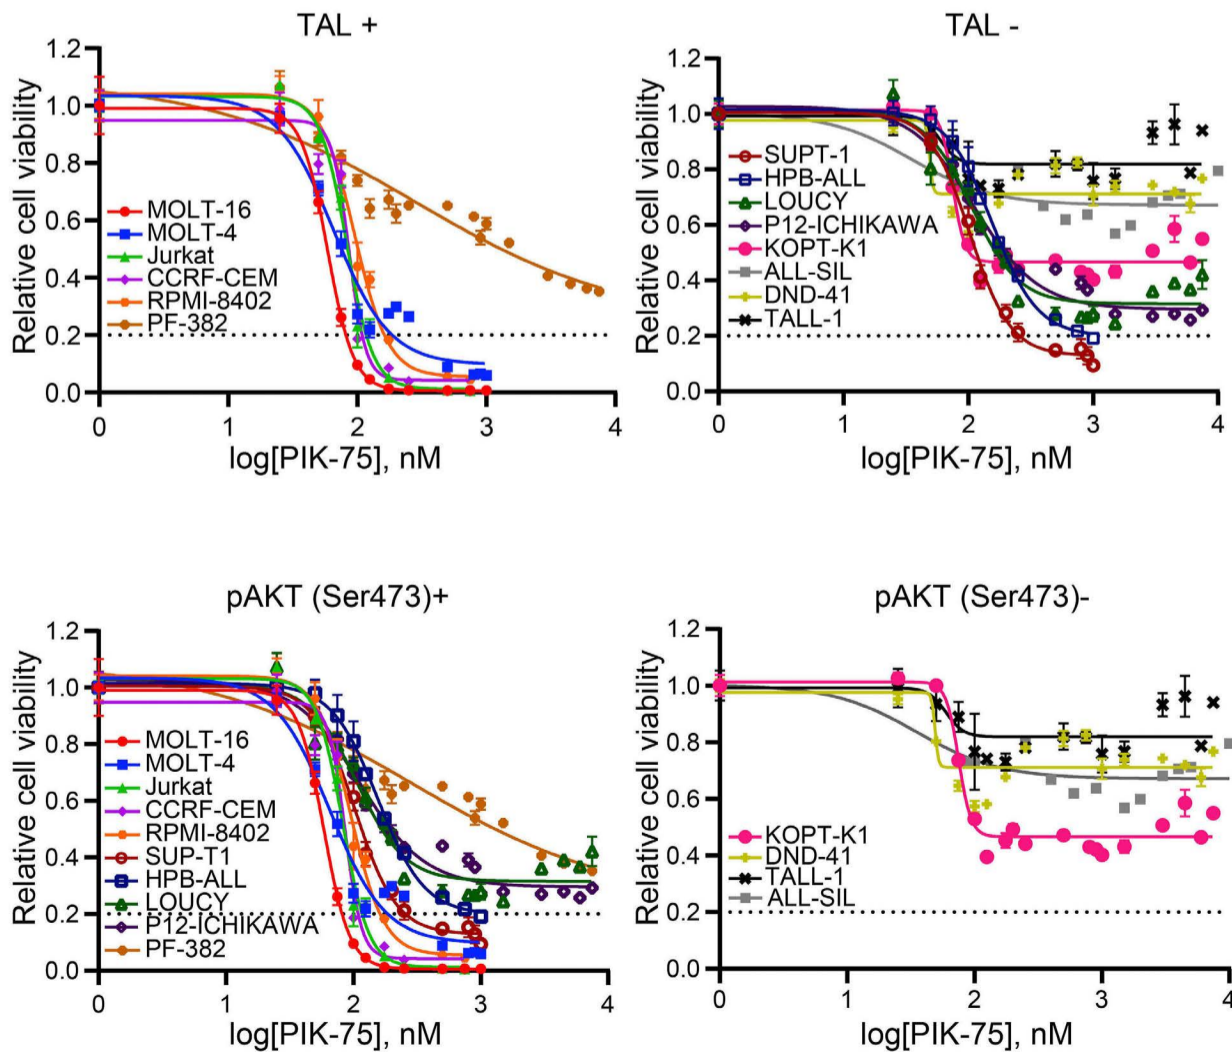 TAL +
Relative cell viability
1.2
1.0
0.8
0.6
0.4
0.2
0.0
MOLT-16
MOLT-4
Jurkat
CCRF-CEM
RPMI-8402
PF-382
0 1 2 3 4
log[PIK-75], nM
TAL -
Relative cell viability
1.2
1.0
0.8
0.6
0.4
0.2
0.0
SUPT-1
HPB-ALL
LOUCY
P12-ICHIKAWA
KOPT-K1
ALL-SIL
DND-41
TALL-1
0 1 2 3 4
log[PIK-75], nM
pAKT (Ser473)+
Relative cell viability
1.2
1.0
0.8
0.6
0.4
0.2
0.0
MOLT-16
MOLT-4
Jurkat
CCRF-CEM
RPMI-8402
SUP-T1
HPB-ALL
LOUCY
P12-ICHIKAWA
PF-382
0 1 2 3 4
log[PIK-75], nM
pAKT (Ser473)-
Relative cell viability
1.2
1.0
0.8
0.6
0.4
0.2
0.0
KOPT-K1
DND-41
TALL-1
ALL-SIL
0 1 2 3 4
log[PIK-75], nM